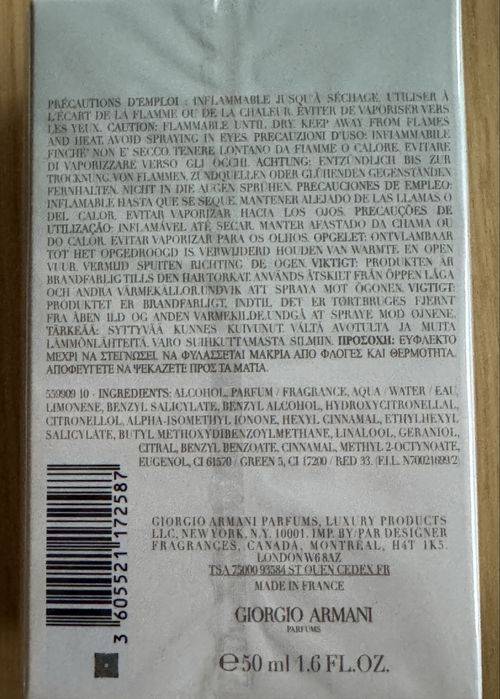 PRÉCAUTIONS D'EMPLOI : INFLAMMABLE JUSQU'À SÉCHAGE. UTILISER À
L'ÉCART DE LA FLAMME OU DE LA CHALEUR. ÉVITER DE VAPORISER VERS
LES YEUX. CAUTION: FLAMMABLE UNTIL DRY. KEEP AWAY FROM FLAMES
AND HEAT. AVOID SPRAYING IN EYES. PRECAUZIONI D'USO: INFIAMMABILE
FINCHE' NON E' SECCO TENERE LONTANO DA FIAMME O CALORE. EVITARE
DI VAPORIZZARE VERSO GLI OCCHI. ACHTUNG: ENTZÜNDLICH BIS ZUR
TROCKNUNG VON FLAMMEN, ZÜNDQUELLEN ODER GLÜHENDEN GEGENSTÄNDEN
FERNHALTEN. NICHT IN DIE AUGEN SPRÜHEN. PRECAUCIONES DE EMPLEO:
INFLAMABLE HASTA QUE SE SEQUE. MANTENER ALEJADO DE LAS LLAMAS O
DEL CALOR. EVITAR VAPORIZAR HACIA LOS OJOS. PRECAUÇÕES DE
UTILIZAÇÃO: INFLAMÁVEL ATÉ SECAR. MANTER AFASTADO DA CHAMA OU
DO CALOR. EVITAR VAPORIZAR PARA OS OLHOS. OPGELET: ONTVLAMBAAR
TOT HET OPGEDROOGD IS VERWIJDERD HOUDEN VAN WARMTE EN OPEN
VUUR. VERMIJD SPUITEN RICHTING DE OGEN. VIKTIGT: PRODUKTEN ÄR
BRANDFARLIG TILLS DEN HAR TORKAT. ANVÄNDS ÅTSKILT FRÅN ÖPPEN LÅGA
OCH ANDRA VÄRMEKÄLLOR.UNDVIK ATT SPRAYA MOT ÖGONEN. VIGTIGT:
PRODUKTET ER BRANDFARLIGT, INDTIL DET ER TØRT.BRUGES FJERNT
FRA ÅBEN ILD OG ANDEN VARMEKILDE.UNDGÅ AT SPRAYE MOD ØJNENE.
TÄRKEÄÄ: SYTTYVÄÄ KUNNES KUIVUNUT. VÄLTÄ AVOTULTA JA MUITA
LÄMMÖNLÄHTEITÄ. VARO SUIHKUTTAMASTA SILMIIN. ΠΡΟΣΟΧΗ: ΕΥΦΛΕΚΤΟ
ΜΕΧΡΙ ΝΑ ΣΤΕΓΝΩΣΕΙ ΝΑ ΦΥΛΑΣΣΕΤΑΙ ΜΑΚΡΙΑ ΑΠΟ ΦΛΟΓΕΣ ΚΑΙ ΘΕΡΜΟΤΗΤΑ.
ΑΠΟΦΕΥΓΕΤΕ ΝΑ ΨΕΚΑΖΕΤΕ ΠΡΟΣ ΤΑ ΜΑΤΙΑ.
559909 10 - INGREDIENTS: ALCOHOL, PARFUM / FRAGRANCE, AQUA / WATER / EAU,
LIMONENE, BENZYL SALICYLATE, BENZYL ALCOHOL, HYDROXYCITRONELLAL,
CITRONELLOL, ALPHA-ISOMETHYL IONONE, HEXYL CINNAMAL, ETHYLHEXYL
SALICYLATE, BUTYL METHOXYDIBENZOYLMETHANE, LINALOOL, GERANIOL,
CITRAL, BENZYL BENZOATE, CINNAMAL, METHYL 2-OCTYNOATE,
EUGENOL, CI 61570 / GREEN 5, CI 17200 / RED 33. (F.I.L. N70021699/2)
GIORGIO ARMANI PARFUMS, LUXURY PRODUCTS
LLC, NEW YORK, N.Y. 10001. IMP. BY/PAR DESIGNER
FRAGRANCES, CANADA, MONTRÉAL, H4T 1K5.
LONDON W6 8AZ
TSA 75000 93584 ST OUEN CEDEX FR
MADE IN FRANCE
GIORGIO ARMANI
PARFUMS
℮ 50 ml 1.6 FL.OZ.
3 605521 172587